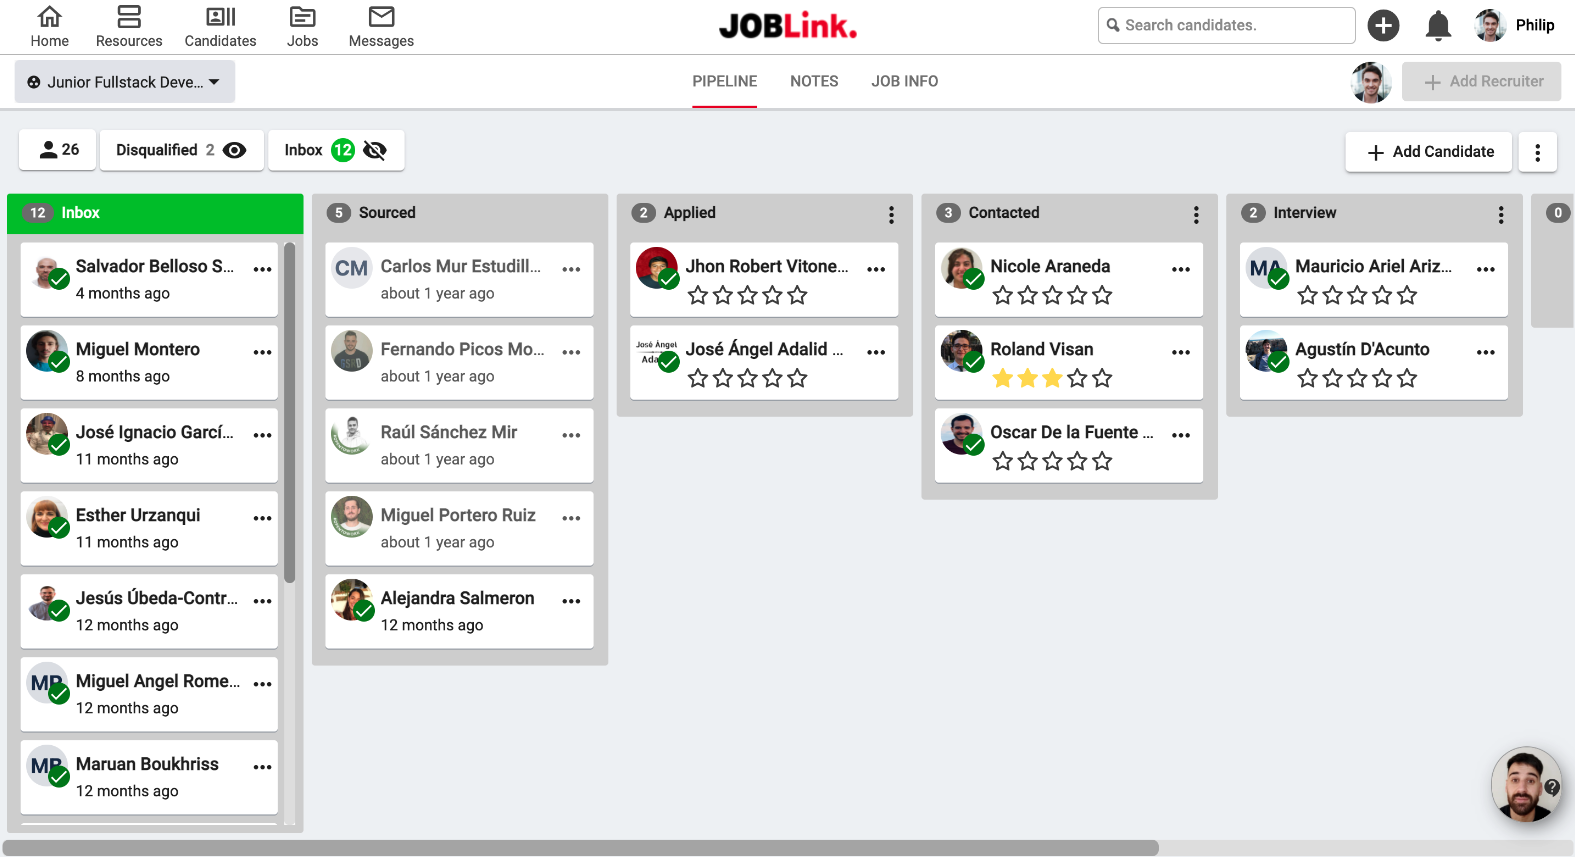 Home
Resources
Candidates
Jobs
Messages
JOBLink.
Search candidates.
Philip
Junior Fullstack Deve...
PIPELINE
NOTES
JOB INFO
Add Recruiter
26
Disqualified 2
Inbox 12
Add Candidate
12 Inbox
Salvador Belloso S...
4 months ago
Miguel Montero
8 months ago
José Ignacio Garcí...
11 months ago
Esther Urzanqui
11 months ago
Jesús Úbeda-Contr...
12 months ago
Miguel Angel Rome...
12 months ago
Maruan Boukhriss
12 months ago
5 Sourced
CM
Carlos Mur Estudill...
about 1 year ago
Fernando Picos Mo...
about 1 year ago
Raúl Sánchez Mir
about 1 year ago
Miguel Portero Ruiz
about 1 year ago
Alejandra Salmeron
12 months ago
2 Applied
Jhon Robert Vitone...
José Ángel
José Ángel Adalid ...
3 Contacted
Nicole Araneda
Roland Visan
Oscar De la Fuente ...
2 Interview
MA
Mauricio Ariel Ariz...
Agustín D'Acunto
0